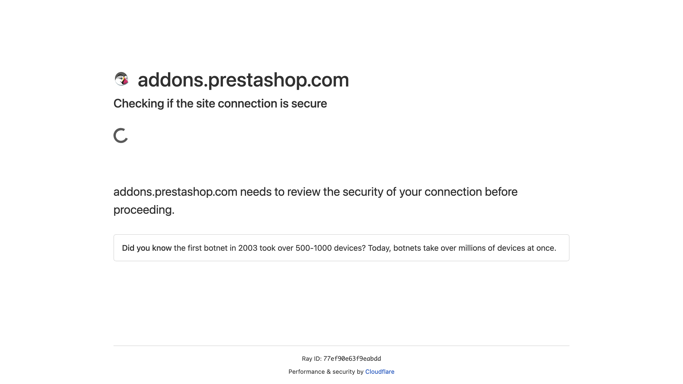 addons.prestashop.com
Checking if the site connection is secure
addons.prestashop.com needs to review the security of your connection before
proceeding.
Did you know the first botnet in 2003 took over 500-1000 devices? Today, botnets take over millions of devices at once.
Ray ID: 77ef90e63f9eabdd
Performance & security by Cloudflare